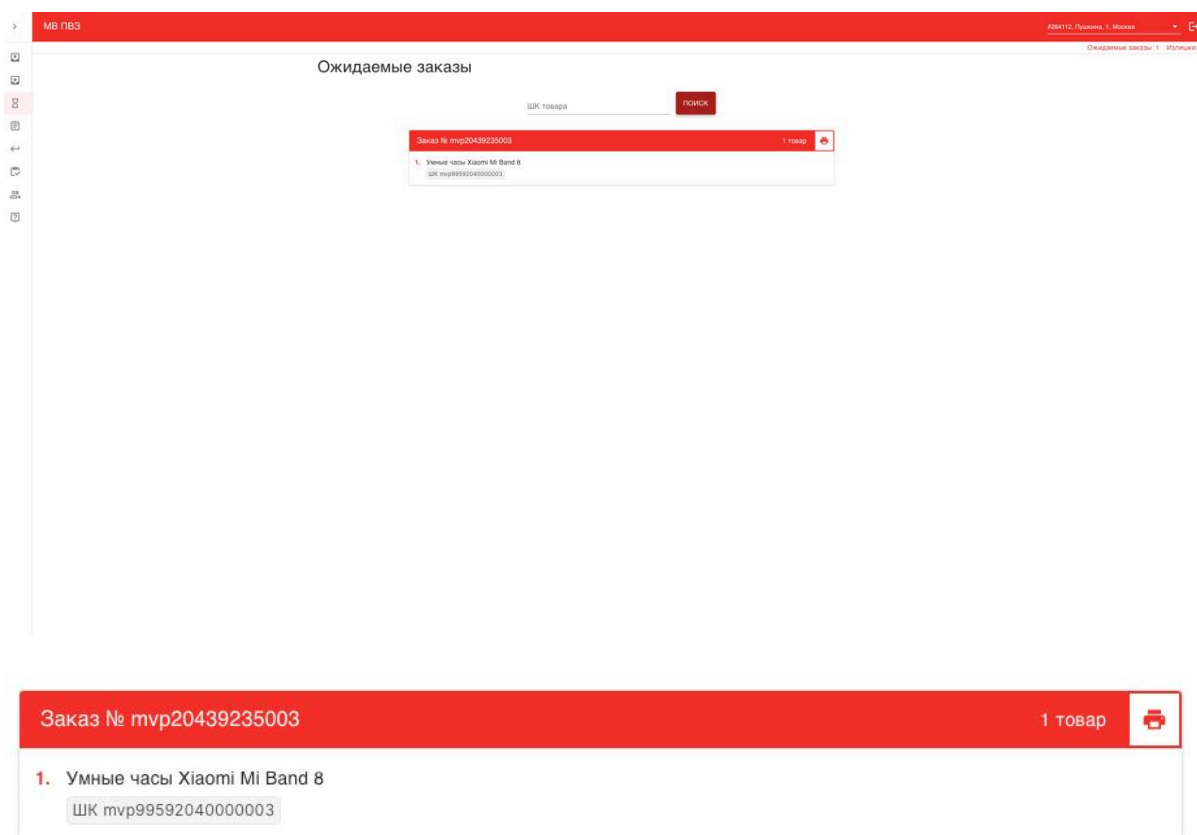 МВ ПВЗ
#284112, Пушкина, 1, Москва
Ожидаемые заказы: 1 Излишки
Ожидаемые заказы
ШК товара
ПОИСК
Заказ № mvp20439235003 1 товар
1. Умные часы Xiaomi Mi Band 8
ШК mvp99592040000003
Заказ № mvp20439235003 1 товар
1. Умные часы Xiaomi Mi Band 8
ШК mvp99592040000003